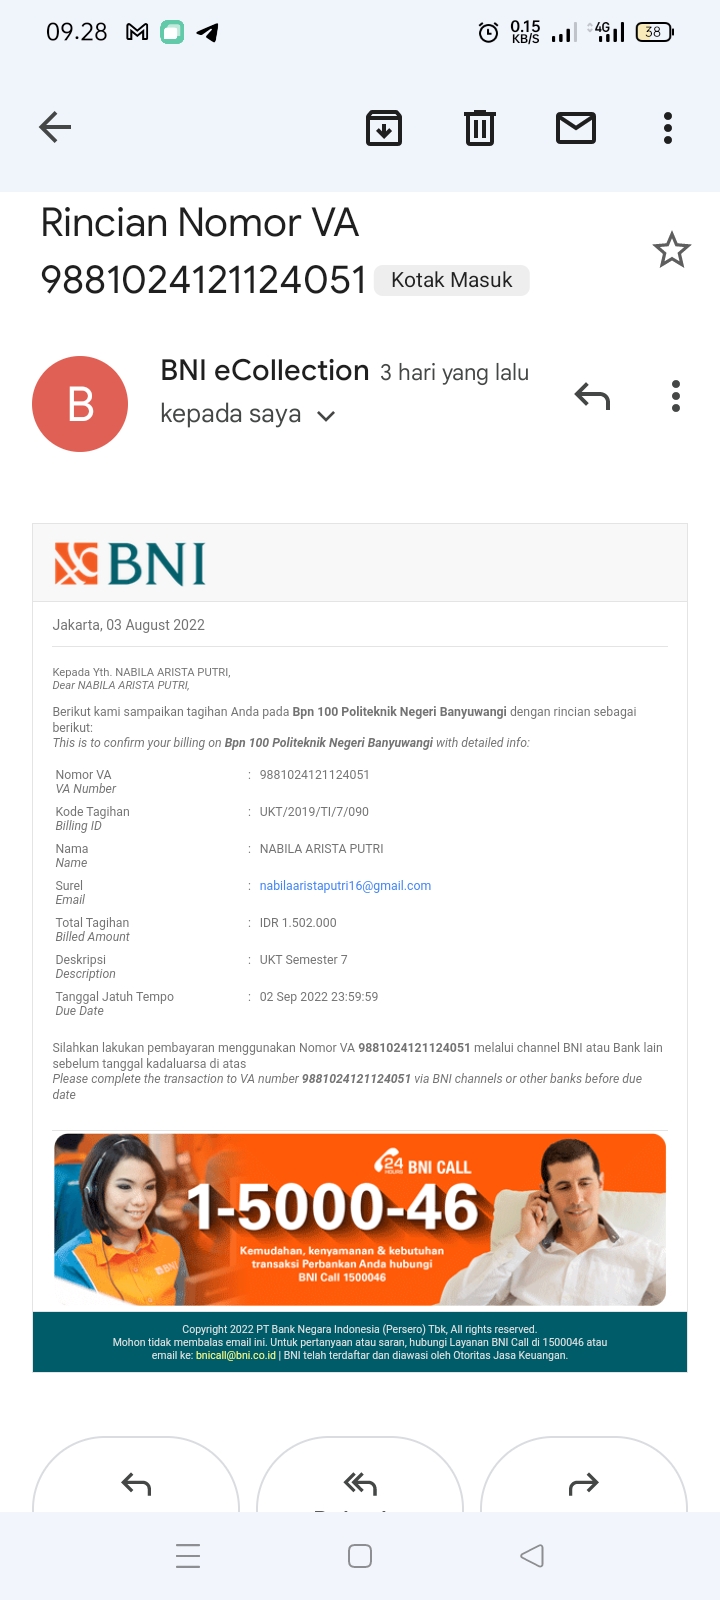 09.28
0.15
KB/S
4G
38
Rincian Nomor VA
9881024121124051 Kotak Masuk
B
BNI eCollection 3 hari yang lalu
kepada saya
BNI
Jakarta, 03 August 2022
Kepada Yth. NABILA ARISTA PUTRI,
Dear NABILA ARISTA PUTRI,
Berikut kami sampaikan tagihan Anda pada Bpn 100 Politeknik Negeri Banyuwangi dengan rincian sebagai
berikut:
This is to confirm your billing on Bpn 100 Politeknik Negeri Banyuwangi with detailed info:
Nomor VA : 9881024121124051
VA Number
Kode Tagihan : UKT/2019/TI/7/090
Billing ID
Nama : NABILA ARISTA PUTRI
Name
Surel : nabilaaristaputri16@gmail.com
Email
Total Tagihan : IDR 1.502.000
Billed Amount
Deskripsi : UKT Semester 7
Description
Tanggal Jatuh Tempo : 02 Sep 2022 23:59:59
Due Date
Silahkan lakukan pembayaran menggunakan Nomor VA 9881024121124051 melalui channel BNI atau Bank lain
sebelum tanggal kadaluarsa di atas
Please complete the transaction to VA number 9881024121124051 via BNI channels or other banks before due
date
24 HOURS BNI CALL
1-5000-46
Kemudahan, kenyamanan & kebutuhan
transaksi Perbankan Anda hubungi
BNI Call 1500046
BNI
Copyright 2022 PT Bank Negara Indonesia (Persero) Tbk, All rights reserved.
Mohon tidak membalas email ini. Untuk pertanyaan atau saran, hubungi Layanan BNI Call di 1500046 atau
email ke: bnicall@bni.co.id | BNI telah terdaftar dan diawasi oleh Otoritas Jasa Keuangan.